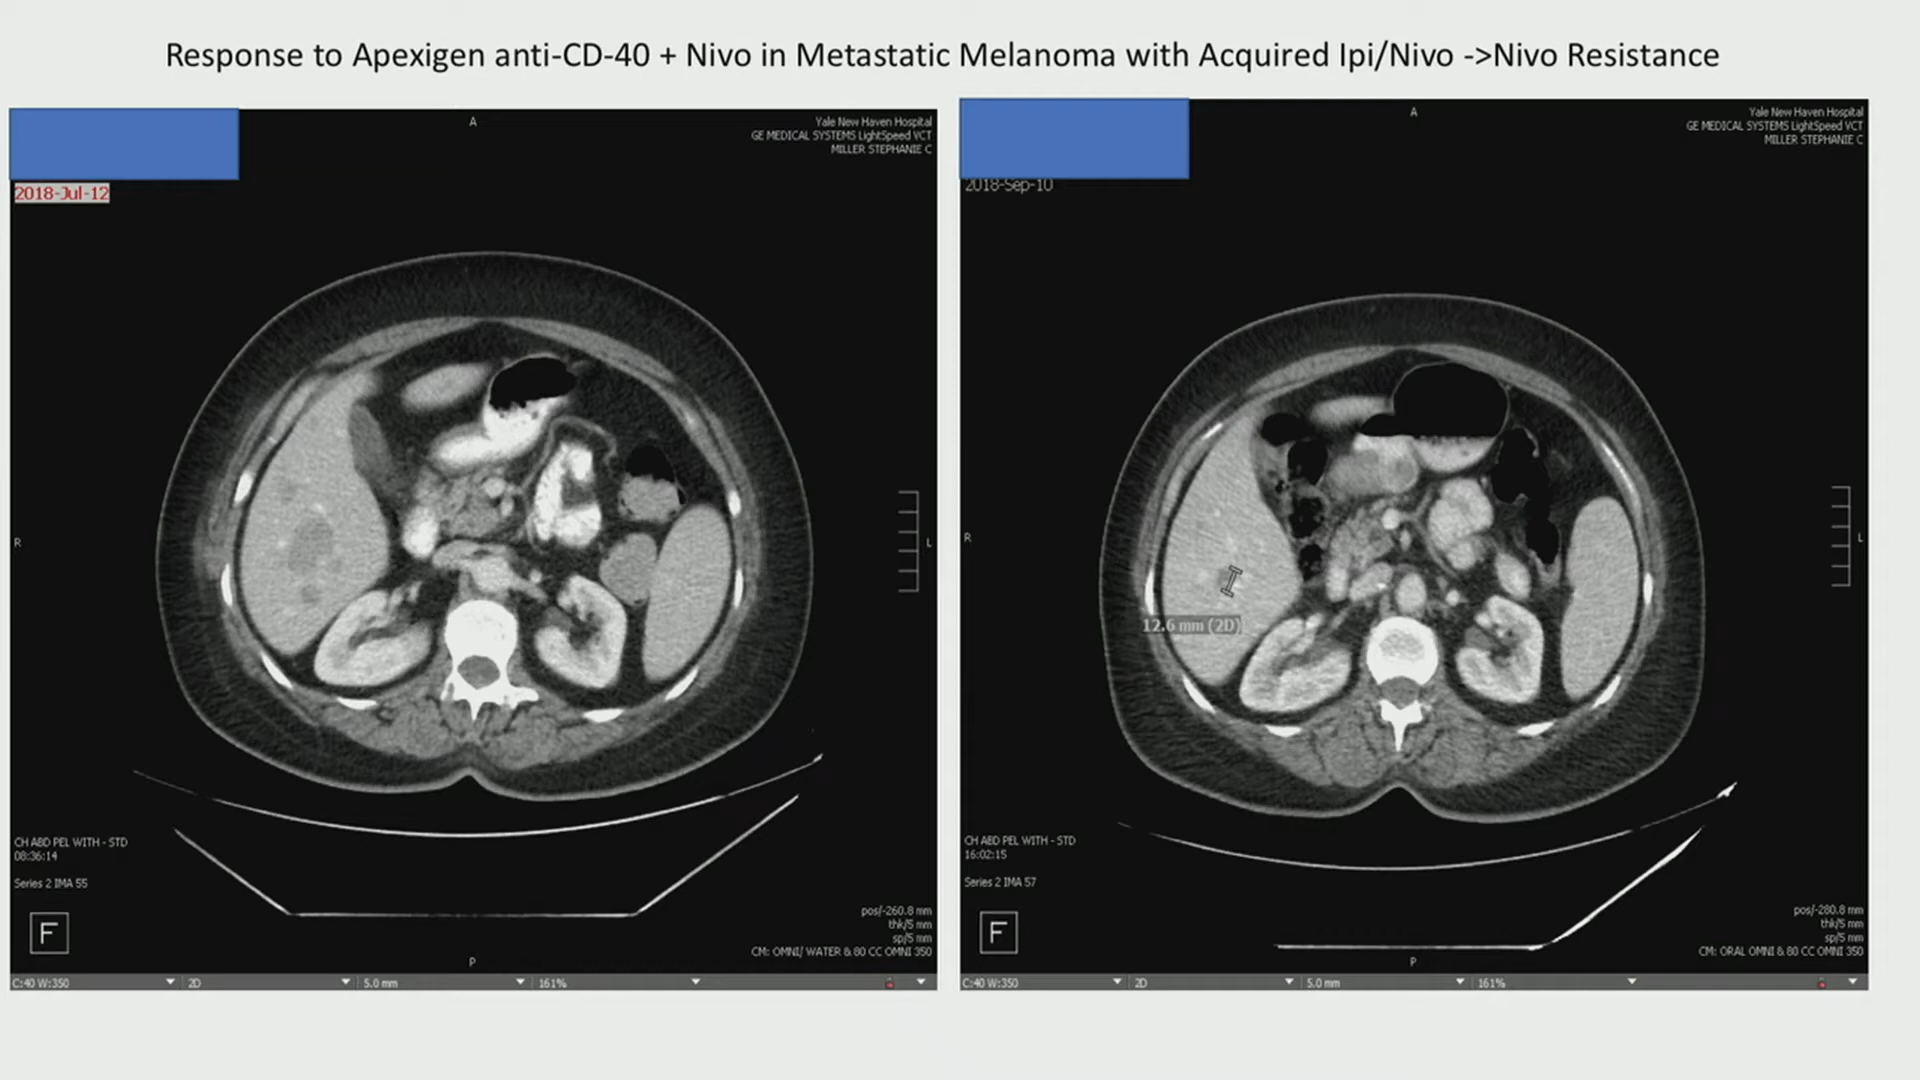 Response to Apexigen anti-CD-40 + Nivo in Metastatic Melanoma with Acquired Ipi/Nivo ->Nivo Resistance
A
Yale New Haven Hospital
GE MEDICAL SYSTEMS LightSpeed VCT
MILLER STEPHANIE C
2018-Jul-12
R
L
CH ABD PEL WITH - STD
08:36:14
Series 2 IMA 55
F
pos/-260.8 mm
thk/5 mm
sp/5 mm
CM: OMNI/ WATER & 80 CC OMNI 350
P
C:40 W:350
2D
5.0 mm
161%
A
Yale New Haven Hospital
GE MEDICAL SYSTEMS LightSpeed VCT
MILLER STEPHANIE C
2018-Sep-10
R
L
12.6 mm (2D)
CH ABD PEL WITH - STD
16:02:15
Series 2 IMA 57
F
pos/-280.8 mm
thk/5 mm
sp/5 mm
CM: ORAL OMNI & 80 CC OMNI 350
P
C:40 W:350
2D
5.0 mm
161%